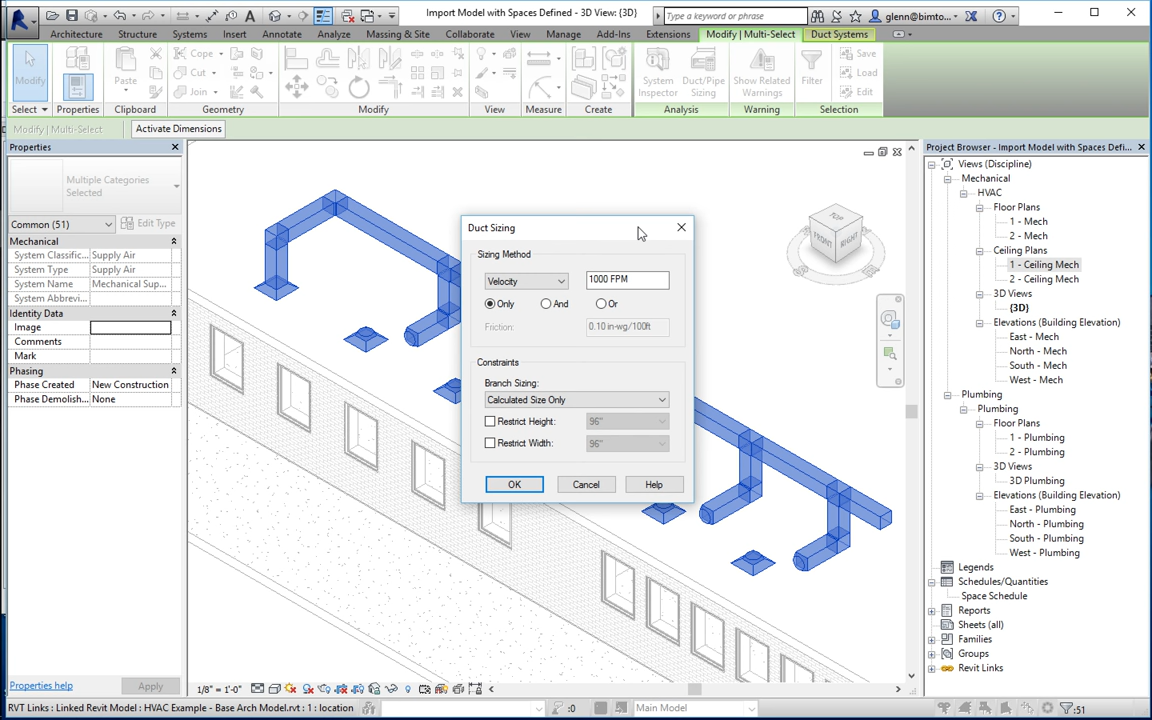 Import Model with Spaces Defined - 3D View: {3D}
Type a keyword or phrase
glenn@bimto...
Architecture Structure Systems Insert Annotate Analyze Massing & Site Collaborate View Manage Add-Ins Extensions Modify | Multi-Select Duct Systems
Modify
Paste
Cope
Cut
Join
System Inspector
Duct/Pipe Sizing
Show Related Warnings
Filter
Save
Load
Edit
Select Properties Clipboard Geometry Modify View Measure Create Analysis Warning Selection
Modify | Multi-Select
Activate Dimensions
Properties
Multiple Categories Selected
Common (51)
Edit Type
Mechanical
System Classific... Supply Air
System Type Supply Air
System Name Mechanical Sup...
System Abbrevi...
Identity Data
Image
Comments
Mark
Phasing
Phase Created New Construction
Phase Demolish... None
Properties help
Apply
TOP
FRONT
RIGHT
Duct Sizing
Sizing Method
Velocity
1000 FPM
Only
And
Or
Friction:
0.10 in-wg/100ft
Constraints
Branch Sizing:
Calculated Size Only
Restrict Height:
96"
Restrict Width:
96"
OK
Cancel
Help
Project Browser - Import Model with Spaces Defi...
Views (Discipline)
Mechanical
HVAC
Floor Plans
1 - Mech
2 - Mech
Ceiling Plans
1 - Ceiling Mech
2 - Ceiling Mech
3D Views
{3D}
Elevations (Building Elevation)
East - Mech
North - Mech
South - Mech
West - Mech
Plumbing
Plumbing
Floor Plans
1 - Plumbing
2 - Plumbing
3D Views
3D Plumbing
Elevations (Building Elevation)
East - Plumbing
North - Plumbing
South - Plumbing
West - Plumbing
Legends
Schedules/Quantities
Space Schedule
Reports
Sheets (all)
Families
Groups
Revit Links
1/8" = 1'-0"
RVT Links : Linked Revit Model : HVAC Example - Base Arch Model.rvt : 1 : location
:0
Main Model
:51